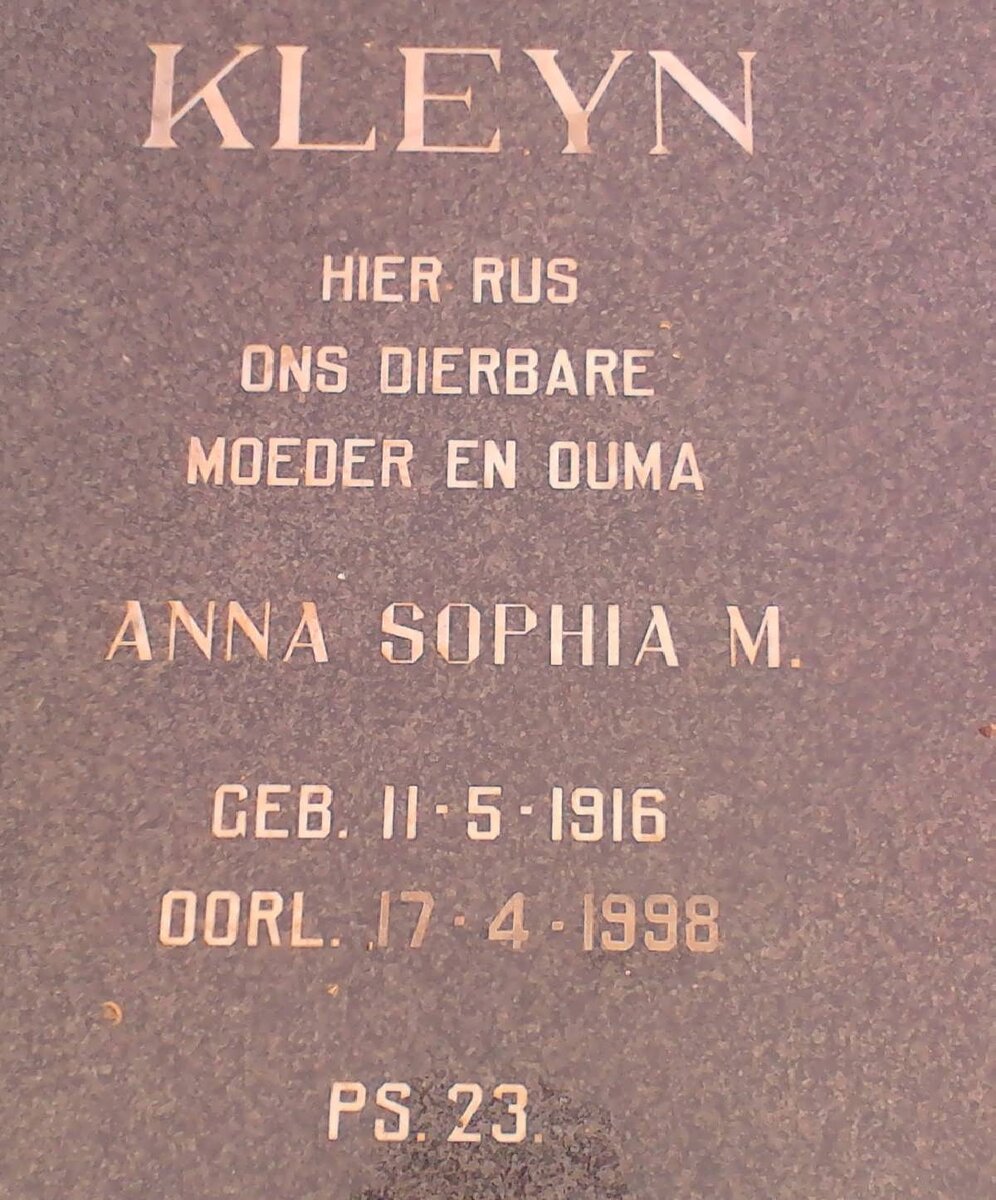 KLEYN
HIER RUS
ONS DIERBARE
MOEDER EN OUMA
ANNA SOPHIA M.
GEB. 11-5-1916
OORL. 17-4-1998
PS. 23.